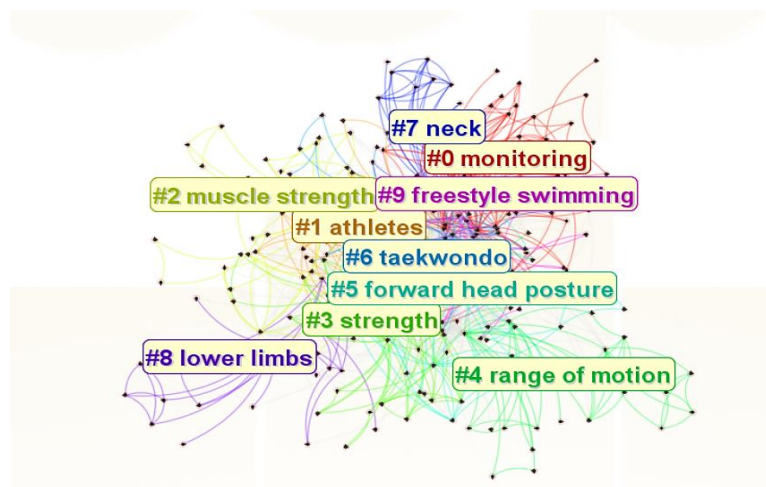 #7 neck
#0 monitoring
#2 muscle strength
#9 freestyle swimming
#1 athletes
#6 taekwondo
#5 forward head posture
#3 strength
#8 lower limbs
#4 range of motion